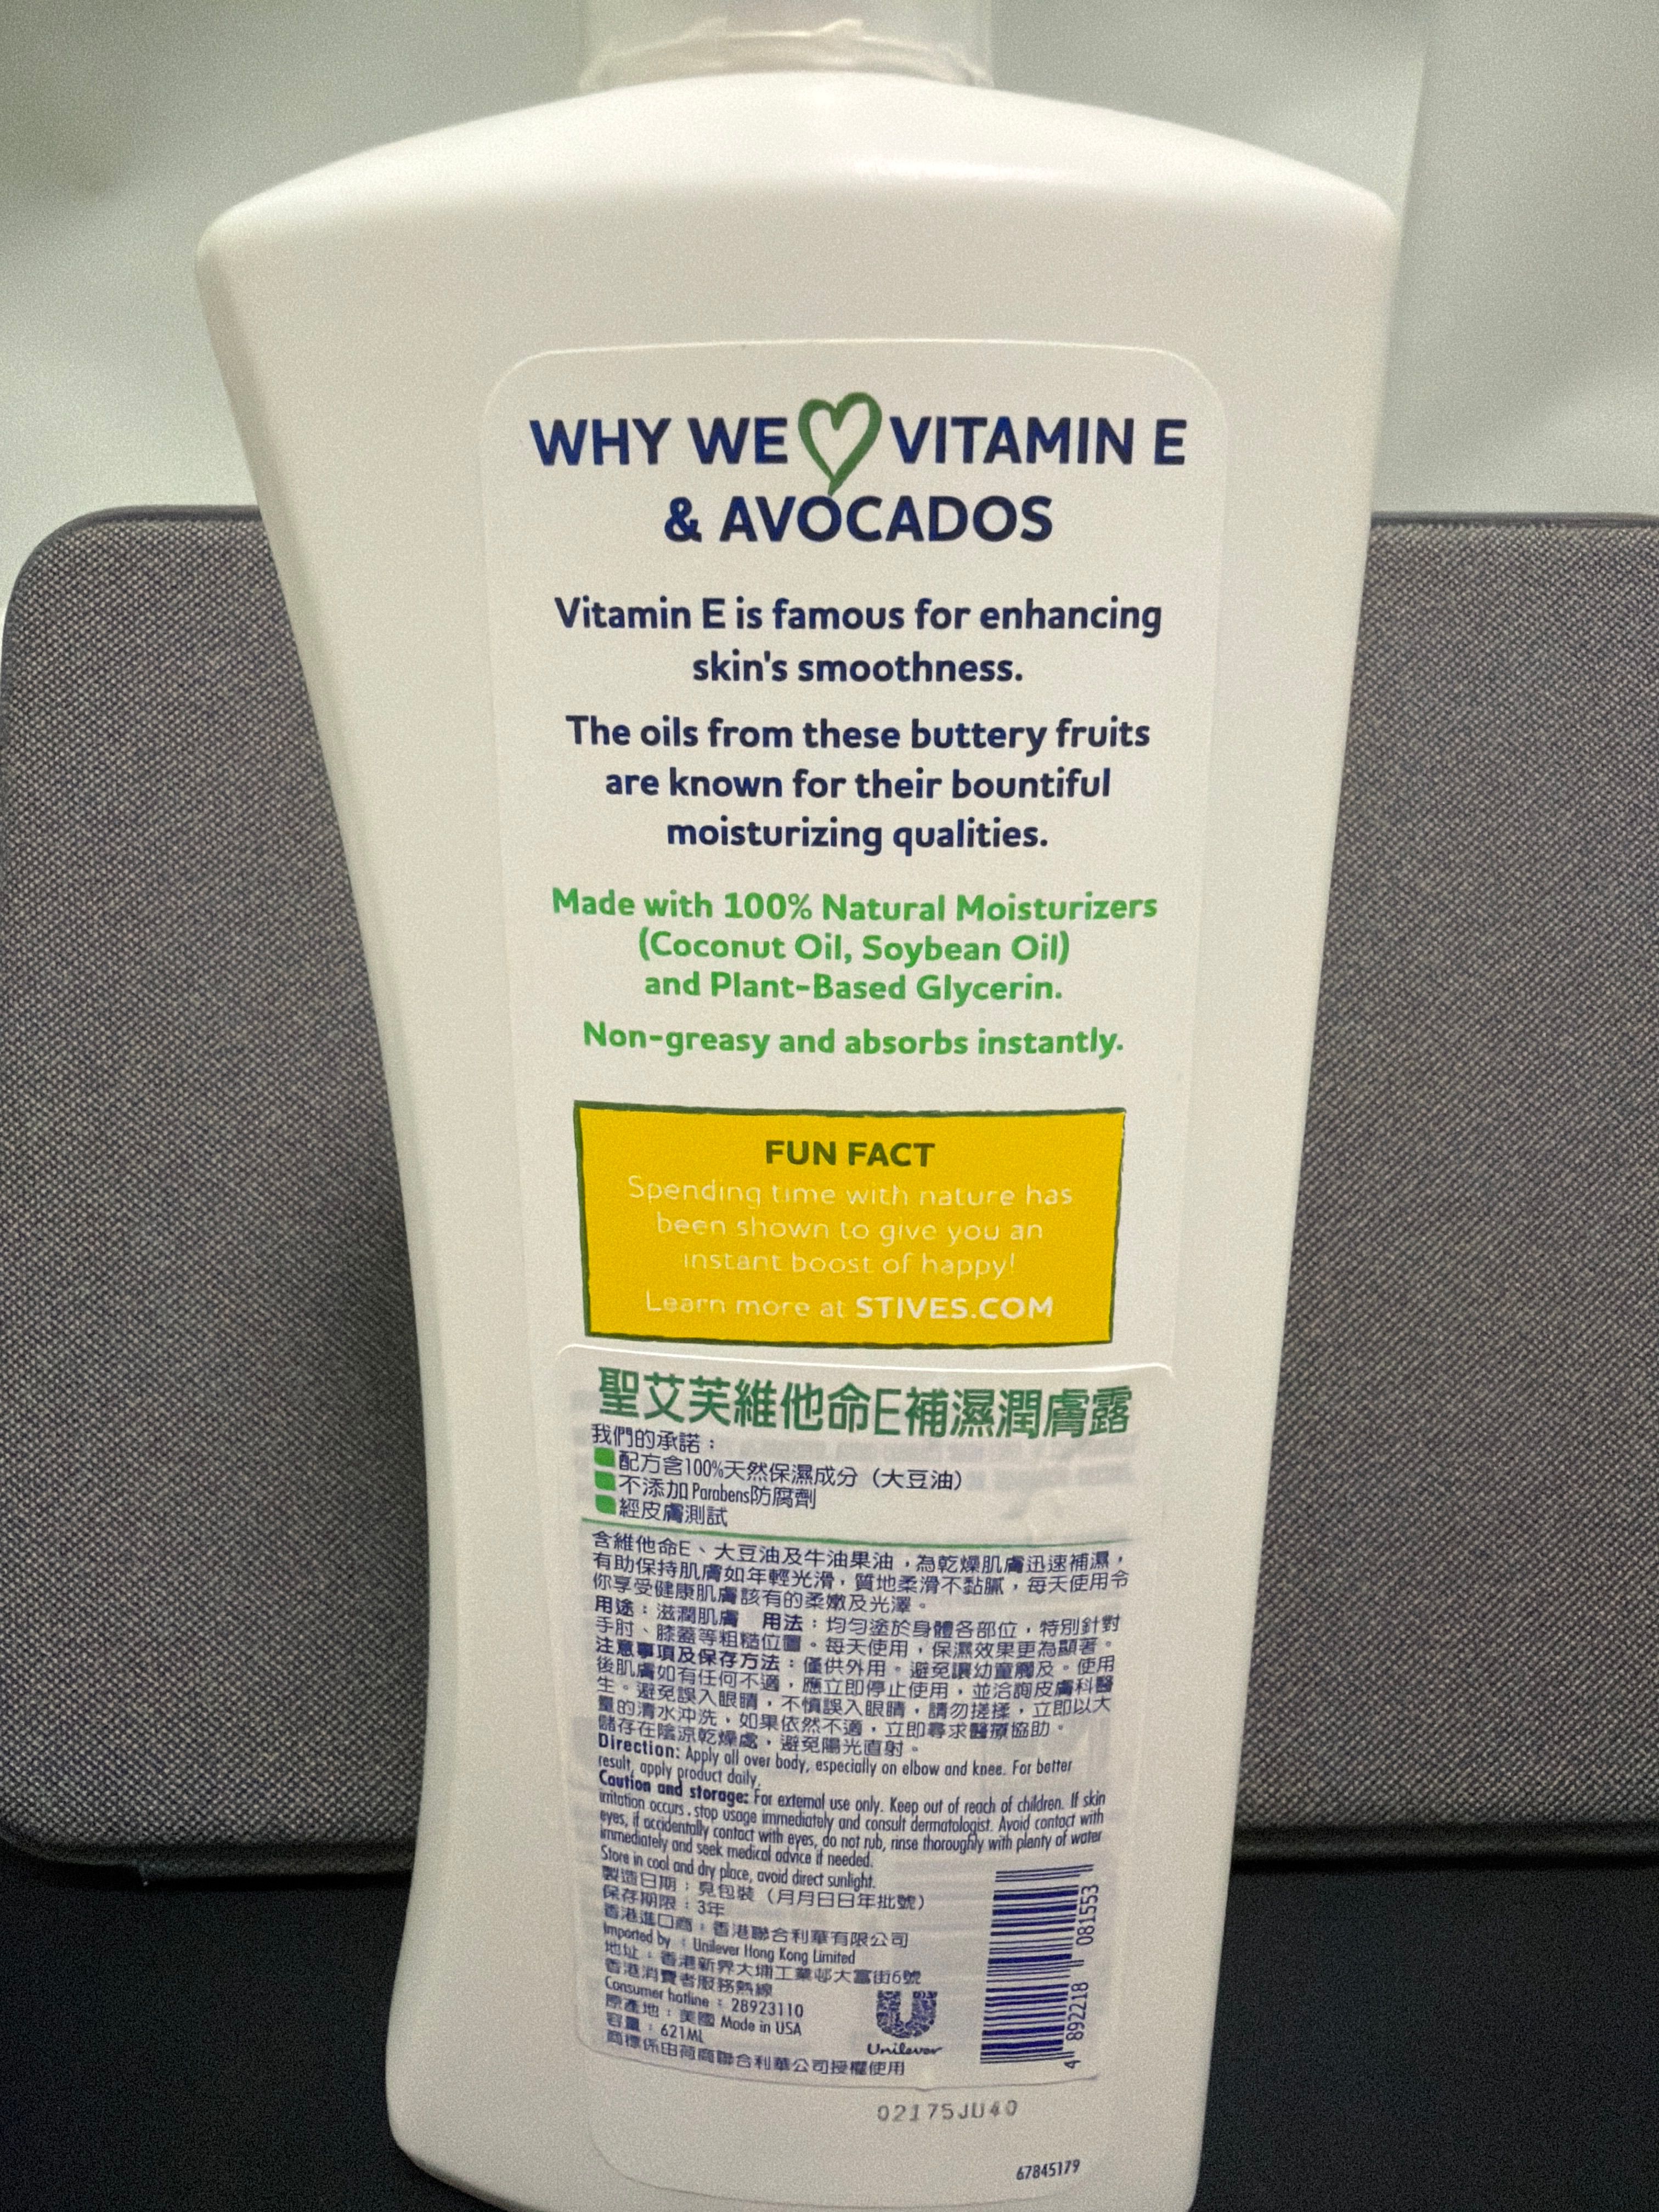 WHY WE VITAMIN E
& AVOCADOS
Vitamin E is famous for enhancing
skin's smoothness.
The oils from these buttery fruits
are known for their bountiful
moisturizing qualities.
Made with 100% Natural Moisturizers
(Coconut Oil, Soybean Oil)
and Plant-Based Glycerin.
Non-greasy and absorbs instantly.
FUN FACT
Spending time with nature has
been shown to give you an
instant boost of happy!
Learn more at STIVES.COM
聖艾芙維他命E補濕潤膚露
我們的承諾：
配方含100%天然保濕成分（大豆油）
不添加Parabens防腐劑
經皮膚測試
含維他命E、大豆油及牛油果油，為乾燥肌膚迅速補濕，
有助保持肌膚如年輕光滑，質地柔滑不黏膩，每天使用令
你享受健康肌膚該有的柔嫩及光澤。
用途：滋潤肌膚 用法：均勻塗於身體各部位，特別針對
手肘、膝蓋等粗糙位置。每天使用，保濕效果更為顯著。
注意事項及保存方法：僅供外用。避免讓幼童觸及。使用
後肌膚如有任何不適，應立即停止使用，並洽詢皮膚科醫
生。避免誤入眼睛，不慎誤入眼睛，請勿搓揉，立即以大
量的清水沖洗，如果依然不適，立即尋求醫療協助。
儲存在陰涼乾燥處，避免陽光直射。
Direction: Apply all over body, especially on elbow and knee. For better
result, apply product daily.
Caution and storage: For external use only. Keep out of reach of children. If skin
irritation occurs, stop usage immediately and consult dermatologist. Avoid contact with
eyes, if accidentally contact with eyes, do not rub, rinse thoroughly with plenty of water
immediately and seek medical advice if needed.
Store in cool and dry place, avoid direct sunlight.
製造日期：見包裝（月月日日年批號）
保存期限：3年
香港進口商：香港聯合利華有限公司
Imported by : Unilever Hong Kong Limited
地址：香港新界大埔工業邨大富街6號
香港消費者服務熱線
Consumer hotline : 28923110
原產地：美國 Made in USA
容量：621ML
商標係由荷商聯合利華公司授權使用
Unilever
4 892218 081553
02175JU40
67845179